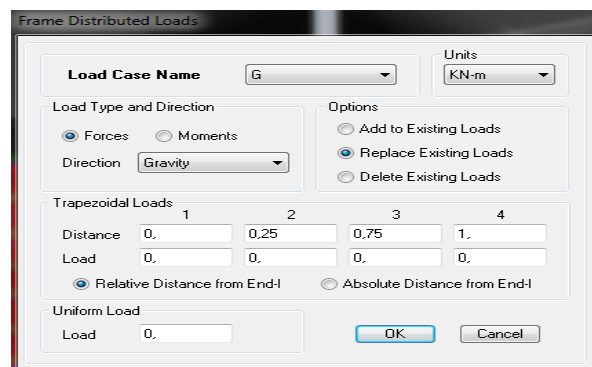 Frame Distributed Loads
Units
Load Case Name G KN-m
Load Type and Direction Options
Forces Moments Add to Existing Loads
Direction Gravity Replace Existing Loads
Delete Existing Loads
Trapezoidal Loads
1 2 3 4
Distance 0, 0,25 0,75 1,
Load 0, 0, 0, 0,
Relative Distance from End-I Absolute Distance from End-I
Uniform Load
Load 0, OK Cancel